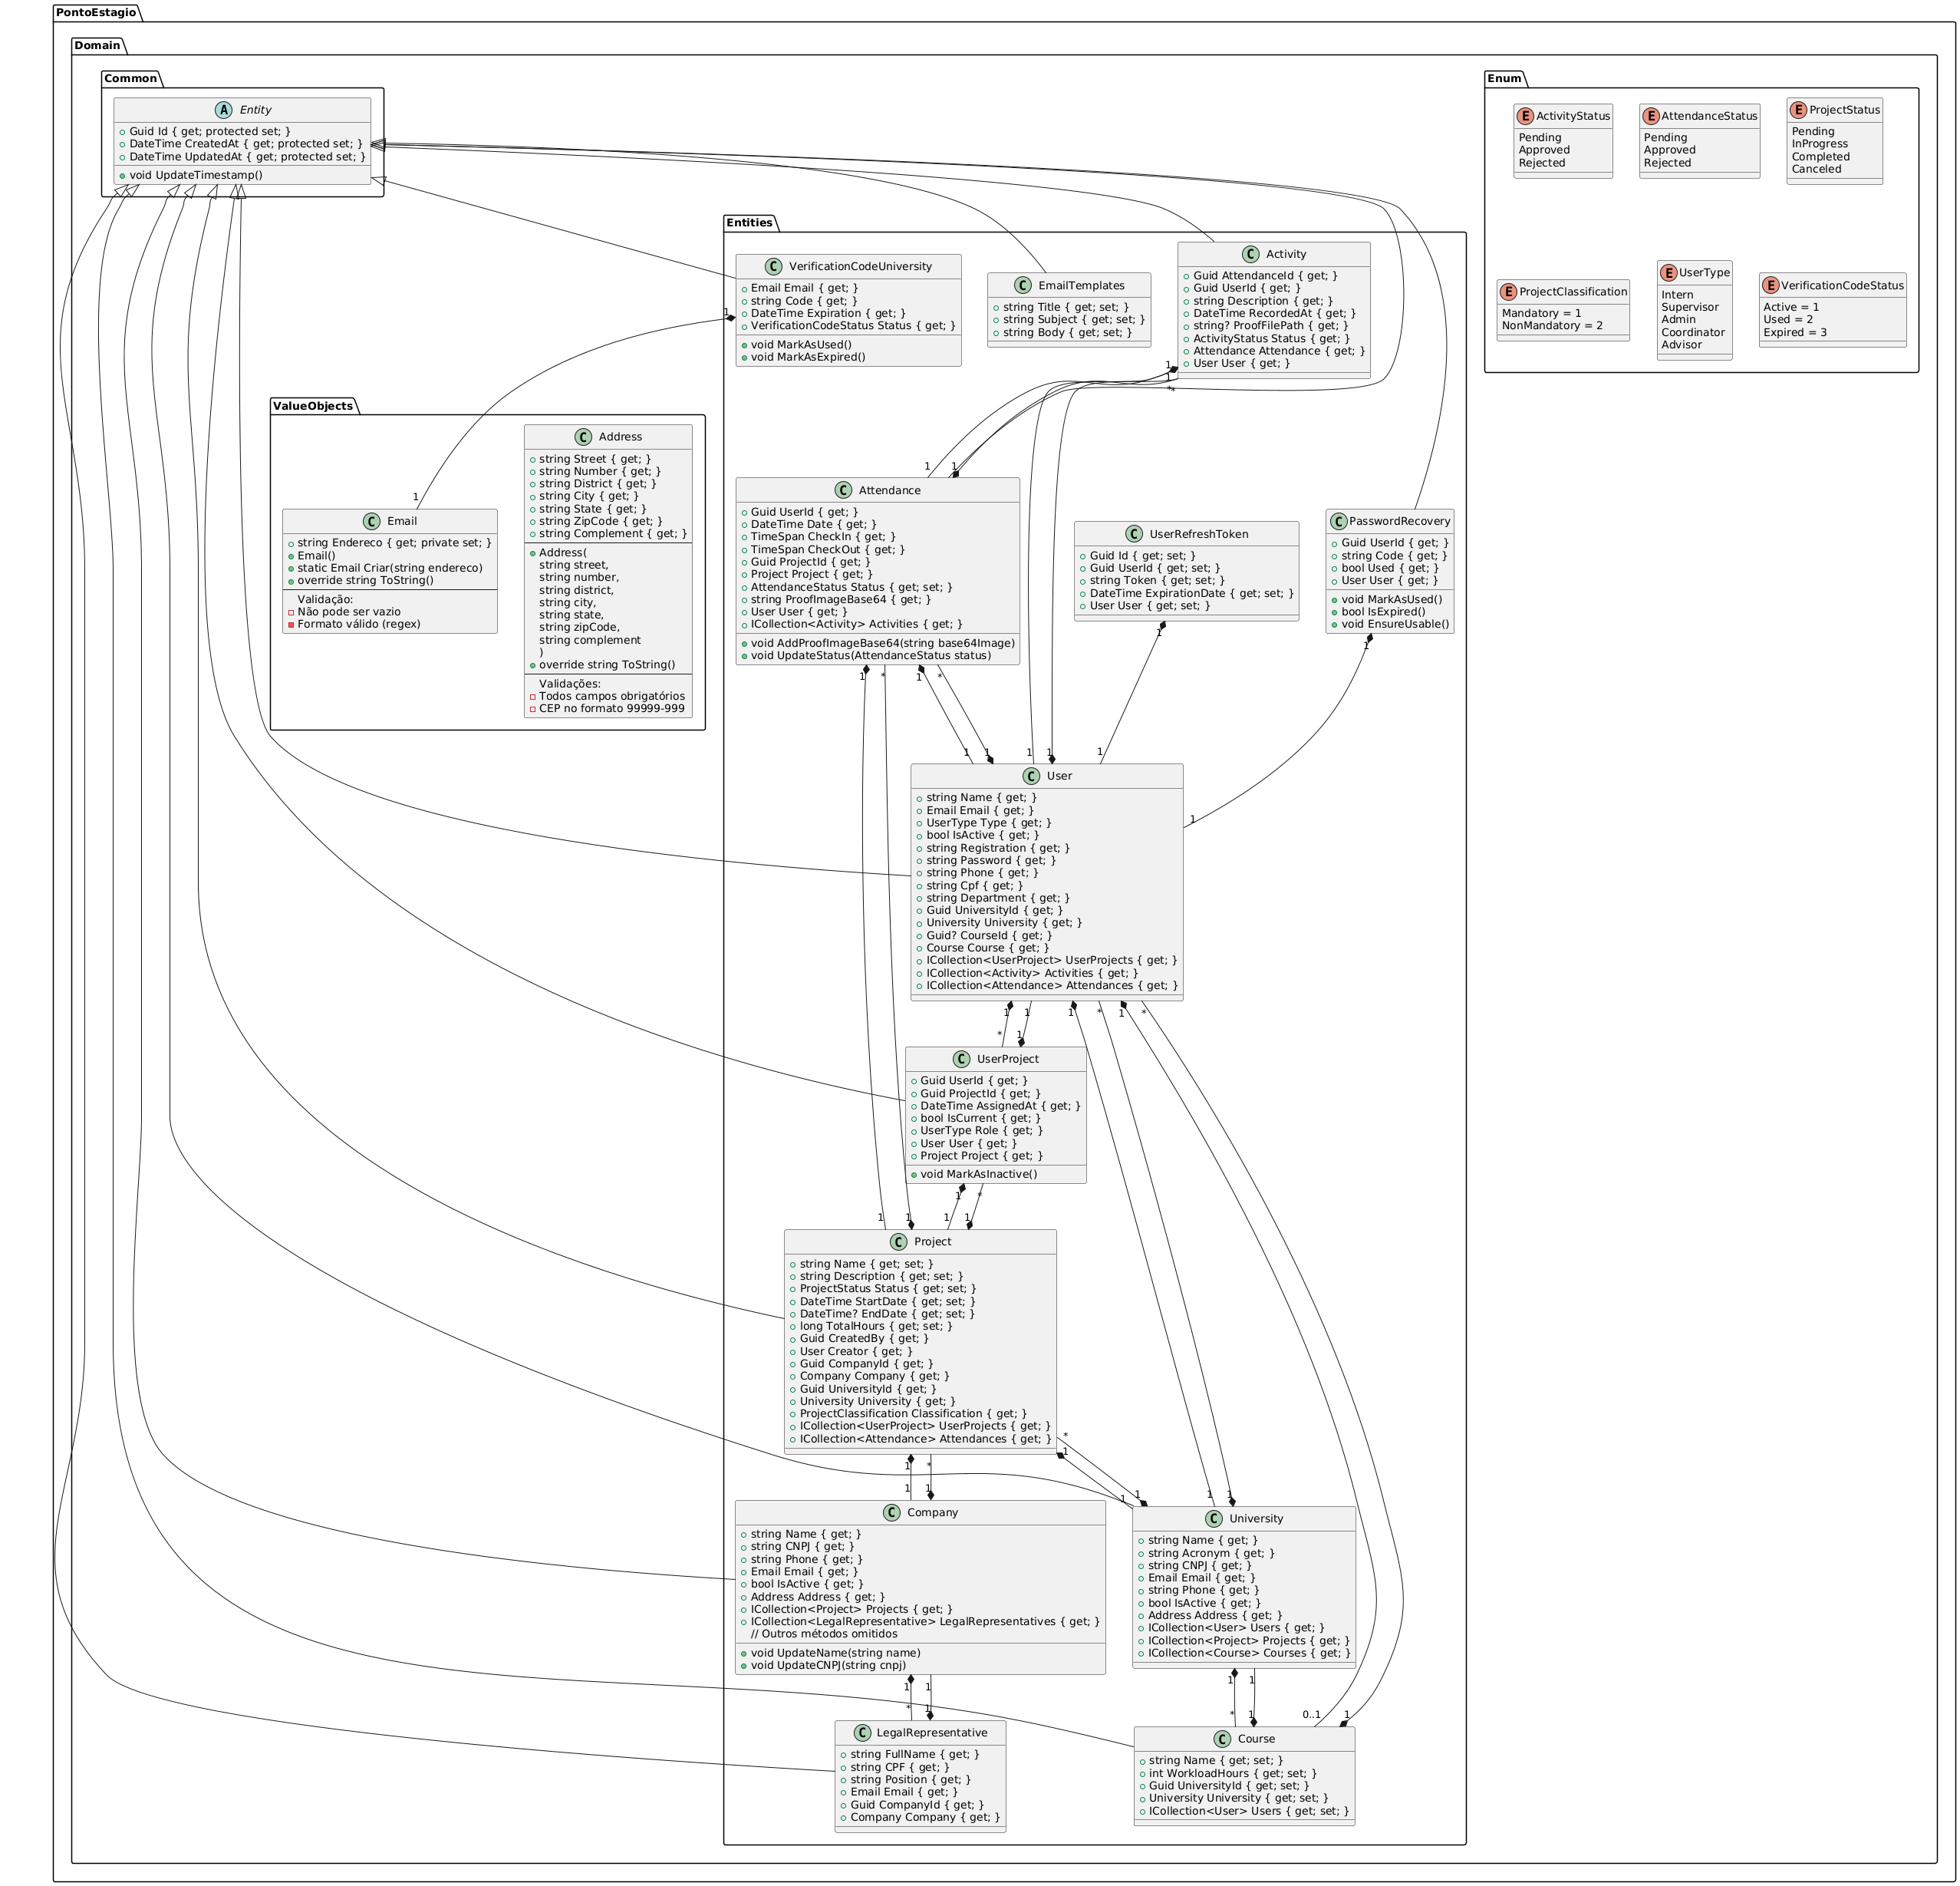 PontoEstagio
Domain
Common
A Entity
Guid Id { get; protected set; }
DateTime CreatedAt { get; protected set; }
DateTime UpdatedAt { get; protected set; }
void UpdateTimestamp()
Enum
E ActivityStatus
Pending
Approved
Rejected
E AttendanceStatus
Pending
Approved
Rejected
E ProjectStatus
Pending
InProgress
Completed
Canceled
E ProjectClassification
Mandatory = 1
NonMandatory = 2
E UserType
Intern
Supervisor
Admin
Coordinator
Advisor
E VerificationCodeStatus
Active = 1
Used = 2
Expired = 3
Entities
C VerificationCodeUniversity
Email Email { get; }
string Code { get; }
DateTime Expiration { get; }
VerificationCodeStatus Status { get; }
void MarkAsUsed()
void MarkAsExpired()
1
C EmailTemplates
string Title { get; set; }
string Subject { get; set; }
string Body { get; set; }
C Activity
Guid AttendanceId { get; }
Guid UserId { get; }
string Description { get; }
DateTime RecordedAt { get; }
string? ProofFilePath { get; }
ActivityStatus Status { get; }
Attendance Attendance { get; }
User User { get; }
1
1
*
*
ValueObjects
C Email
string Endereco { get; private set; }
Email()
static Email Criar(string endereco)
override string ToString()
Validação:
Não pode ser vazio
Formato válido (regex)
1
C Address
string Street { get; }
string Number { get; }
string District { get; }
string City { get; }
string State { get; }
string ZipCode { get; }
string Complement { get; }
Address(
string street,
string number,
string district,
string city,
string state,
string zipCode,
string complement
)
override string ToString()
Validações:
Todos campos obrigatórios
CEP no formato 99999-999
1
1
C Attendance
Guid UserId { get; }
DateTime Date { get; }
TimeSpan CheckIn { get; }
TimeSpan CheckOut { get; }
Guid ProjectId { get; }
Project Project { get; }
AttendanceStatus Status { get; set; }
string ProofImageBase64 { get; }
User User { get; }
ICollection<Activity> Activities { get; }
void AddProofImageBase64(string base64Image)
void UpdateStatus(AttendanceStatus status)
1
*
1
*
C UserRefreshToken
Guid Id { get; set; }
Guid UserId { get; set; }
string Token { get; set; }
DateTime ExpirationDate { get; set; }
User User { get; set; }
1
C PasswordRecovery
Guid UserId { get; }
string Code { get; }
bool Used { get; }
User User { get; }
void MarkAsUsed()
bool IsExpired()
void EnsureUsable()
1
1
1
1
1
1
1
C User
string Name { get; }
Email Email { get; }
UserType Type { get; }
bool IsActive { get; }
string Registration { get; }
string Password { get; }
string Phone { get; }
string Cpf { get; }
string Department { get; }
Guid UniversityId { get; }
University University { get; }
Guid? CourseId { get; }
Course Course { get; }
ICollection<UserProject> UserProjects { get; }
ICollection<Activity> Activities { get; }
ICollection<Attendance> Attendances { get; }
1
1
1
*
1
*
*
1
C UserProject
Guid UserId { get; }
Guid ProjectId { get; }
DateTime AssignedAt { get; }
bool IsCurrent { get; }
UserType Role { get; }
User User { get; }
Project Project { get; }
void MarkAsInactive()
1
*
1
1
1
1
C Project
string Name { get; set; }
string Description { get; set; }
ProjectStatus Status { get; set; }
DateTime StartDate { get; set; }
DateTime? EndDate { get; set; }
long TotalHours { get; set; }
Guid CreatedBy { get; }
User Creator { get; }
Guid CompanyId { get; }
Company Company { get; }
Guid UniversityId { get; }
University University { get; }
ProjectClassification Classification { get; }
ICollection<UserProject> UserProjects { get; }
ICollection<Attendance> Attendances { get; }
*
1
1
*
1
1
1
1
1
1
C Company
string Name { get; }
string CNPJ { get; }
string Phone { get; }
Email Email { get; }
bool IsActive { get; }
Address Address { get; }
ICollection<Project> Projects { get; }
ICollection<LegalRepresentative> LegalRepresentatives { get; }
// Outros métodos omitidos
void UpdateName(string name)
void UpdateCNPJ(string cnpj)
1
1
*
1
C University
string Name { get; }
string Acronym { get; }
string CNPJ { get; }
Email Email { get; }
string Phone { get; }
bool IsActive { get; }
Address Address { get; }
ICollection<User> Users { get; }
ICollection<Project> Projects { get; }
ICollection<Course> Courses { get; }
1
1
*
1
0..1
1
C LegalRepresentative
string FullName { get; }
string CPF { get; }
string Position { get; }
Email Email { get; }
Guid CompanyId { get; }
Company Company { get; }
C Course
string Name { get; set; }
int WorkloadHours { get; set; }
Guid UniversityId { get; set; }
University University { get; set; }
ICollection<User> Users { get; set; }